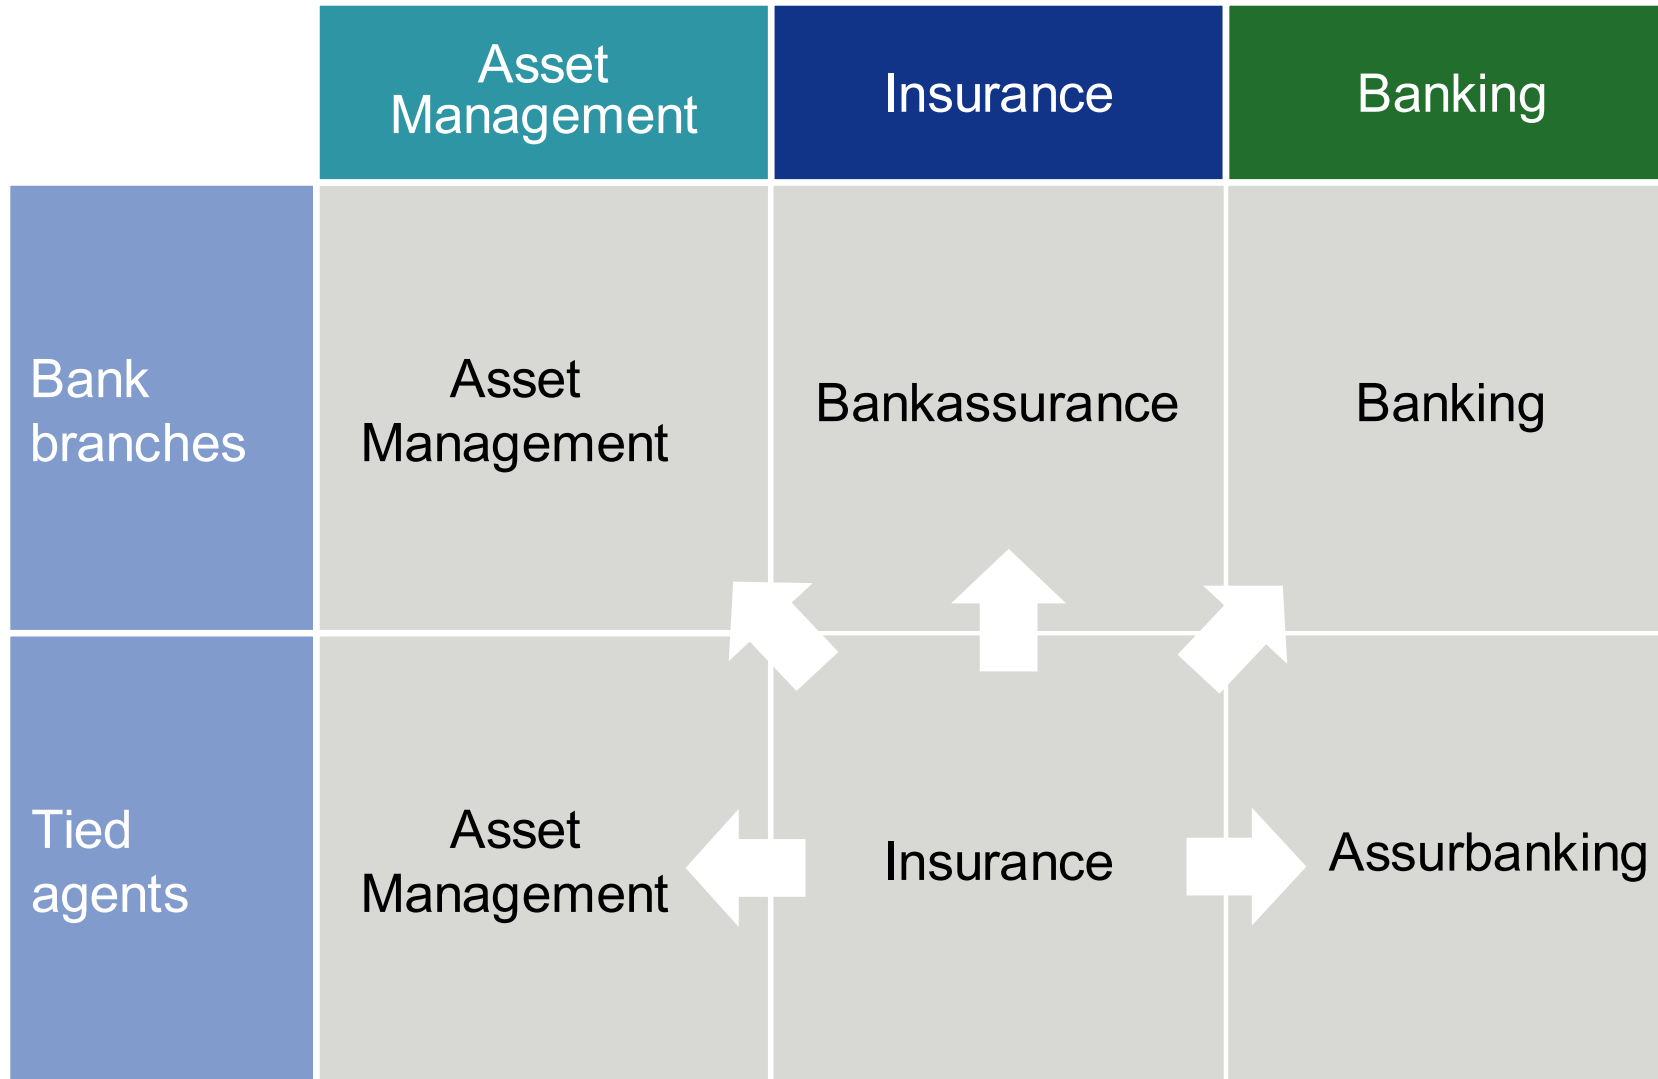 Asset
Management
Insurance
Banking
Bank
branches
Asset
Management
Bankassurance
Banking
Tied
agents
Asset
Management
Insurance
Assurbanking